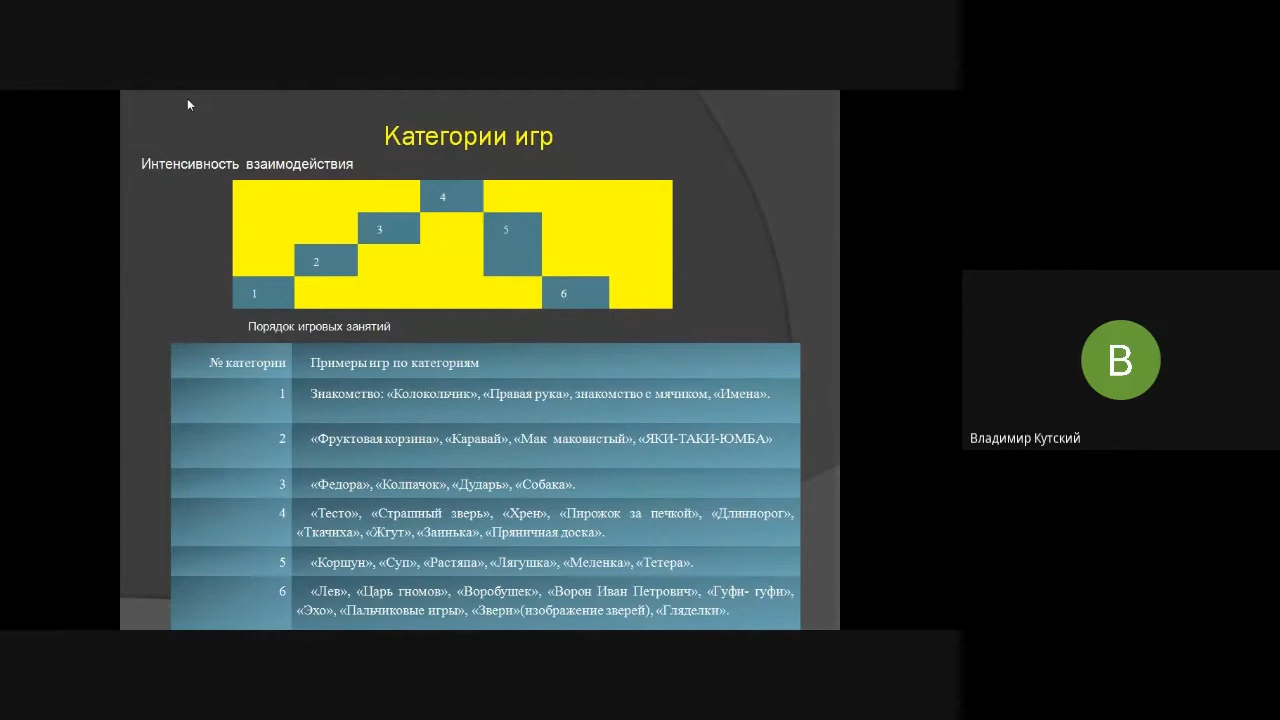 Категории игр
Интенсивность взаимодействия
4
3
5
2
1
6
Порядок игровых занятий
№ категории Примеры игр по категориям
1 Знакомство: «Колокольчик», «Правая рука», знакомство с мячиком, «Имена».
2 «Фруктовая корзина», «Каравай», «Мак маковистый», «ЯКИ-ТАКИ-ЮМБА»
3 «Федора», «Колпачок», «Дударь», «Собака».
4 «Тесто», «Страшный зверь», «Хрен», «Пирожок за печкой», «Длиннорог»,
«Ткачиха», «Жгут», «Заинька», «Пряничная доска».
5 «Коршун», «Суп», «Растяпа», «Лягушка», «Меленка», «Тетера».
6 «Лев», «Царь гномов», «Воробушек», «Ворон Иван Петрович», «Гуфи- гуфи»,
«Эхо», «Пальчиковые игры», «Звери»(изображение зверей), «Гляделки».
В
Владимир Кутский